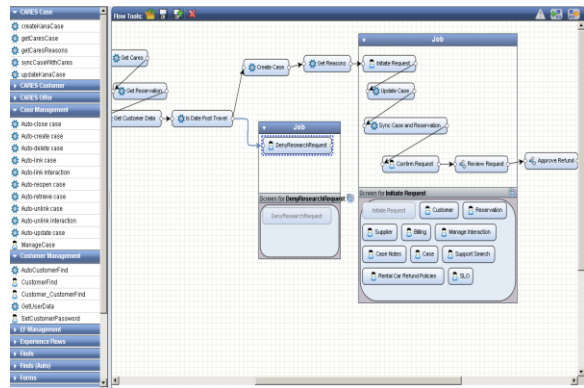 CARES Case
createKanaCase
getCaresCase
getCaresReasons
syncCaseWithCares
updateKanaCase
CARES Customer
CARES Offer
Case Management
Auto-close case
Auto-create case
Auto-delete case
Auto-link case
Auto-link interaction
Auto-reopen case
Auto-retrieve case
Auto-unlink case
Auto-unlink interaction
Auto-update case
ManageCase
Customer Management
AutoCustomerFind
CustomerFind
Customer_CustomerFind
GetUserData
SetCustomerPassword
EF Management
Experience Flows
Finds
Finds (Auto)
Forms
Flow Tools:
Get Cares
Get Reservation
Get Customer Data
Is Date Post Travel
Create Case
Get Reasons
Job
DenyResearchRequest
Screen for DenyResearchRequest
DenyResearchRequest
Job
Initiate Request
Update Case
Sync Case and Reservation
Confirm Request
Review Request
Approve Refund
Screen for Initiate Request
Initiate Request
Customer
Reservation
Supplier
Billing
Manage Interaction
Case Notes
Case
Support Search
Rental Car Refund Policies
SLO